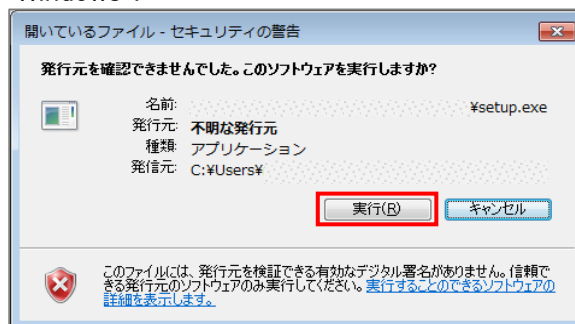 開いているファイル - セキュリティの警告
発行元を確認できませんでした。このソフトウェアを実行しますか?
名前: ¥setup.exe
発行元: 不明な発行元
種類: アプリケーション
発信元: C:¥Users¥
実行(R) キャンセル
このファイルには、発行元を検証できる有効なデジタル署名がありません。信頼で
きる発行元のソフトウェアのみ実行してください。実行することのできるソフトウェアの
詳細を表示します。